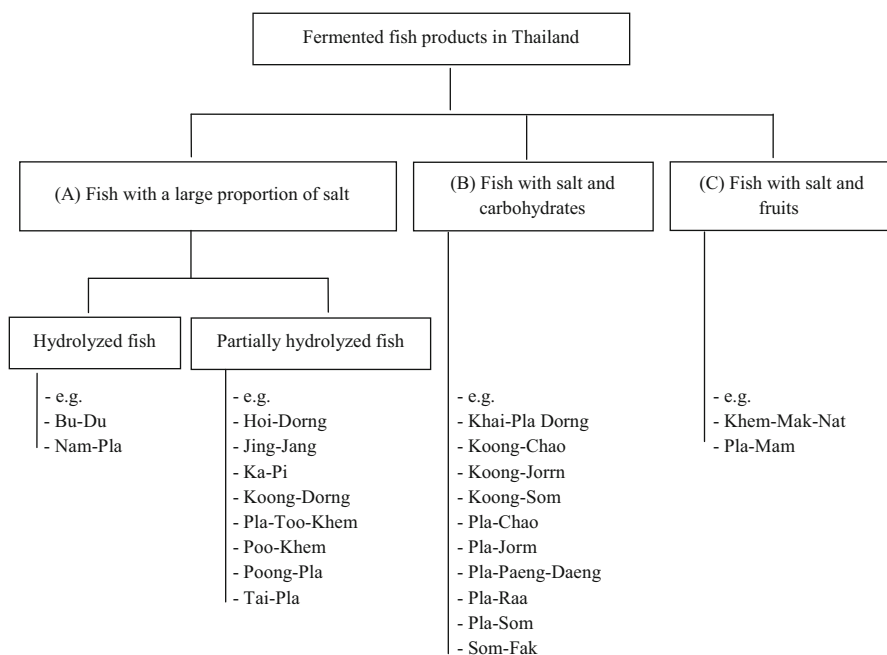 Fermented fish products in Thailand
(A) Fish with a large proportion of salt
(B) Fish with salt and
carbohydrates
(C) Fish with salt and
fruits
Hydrolyzed fish
Partially hydrolyzed fish
- e.g.
- Bu-Du
- Nam-Pla
- e.g.
- Hoi-Dorng
- Jing-Jang
- Ka-Pi
- Koong-Dorng
- Pla-Too-Khem
- Poo-Khem
- Poong-Pla
- Tai-Pla
- e.g.
- Khai-Pla Dorng
- Koong-Chao
- Koong-Jorrn
- Koong-Som
- Pla-Chao
- Pla-Jorm
- Pla-Paeng-Daeng
- Pla-Raa
- Pla-Som
- Som-Fak
- e.g.
- Khem-Mak-Nat
- Pla-Mam